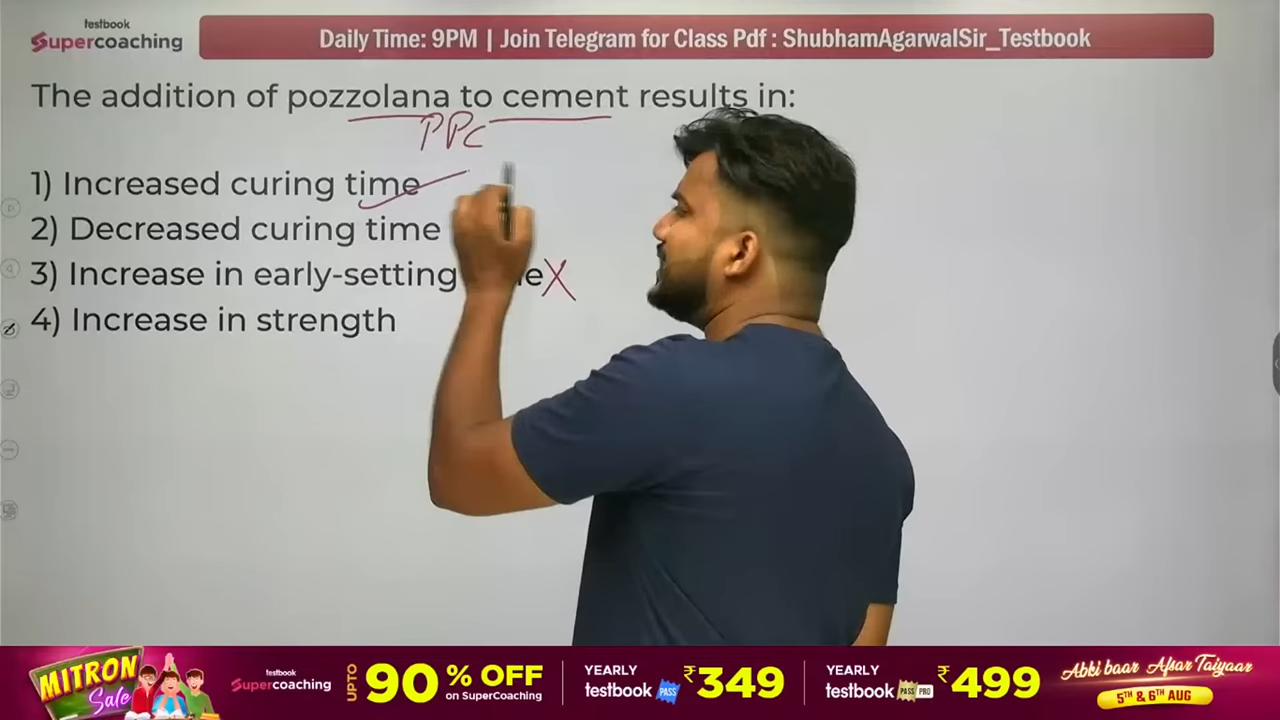 testbook
Supercoaching
Daily Time: 9PM | Join Telegram for Class Pdf : ShubhamAgarwalSir_Testbook
The addition of pozzolana to cement results in:
PPC
1) Increased curing time
2) Decreased curing time
3) Increase in early-setting
4) Increase in strength
MITRON
Sale
testbook
Supercoaching
UPTO 90% OFF
on SuperCoaching
YEARLY
testbook PASS
₹349
YEARLY
testbook PASS PRO
₹499
Abki baar Afsar Taiyaar
5TH & 6TH AUG